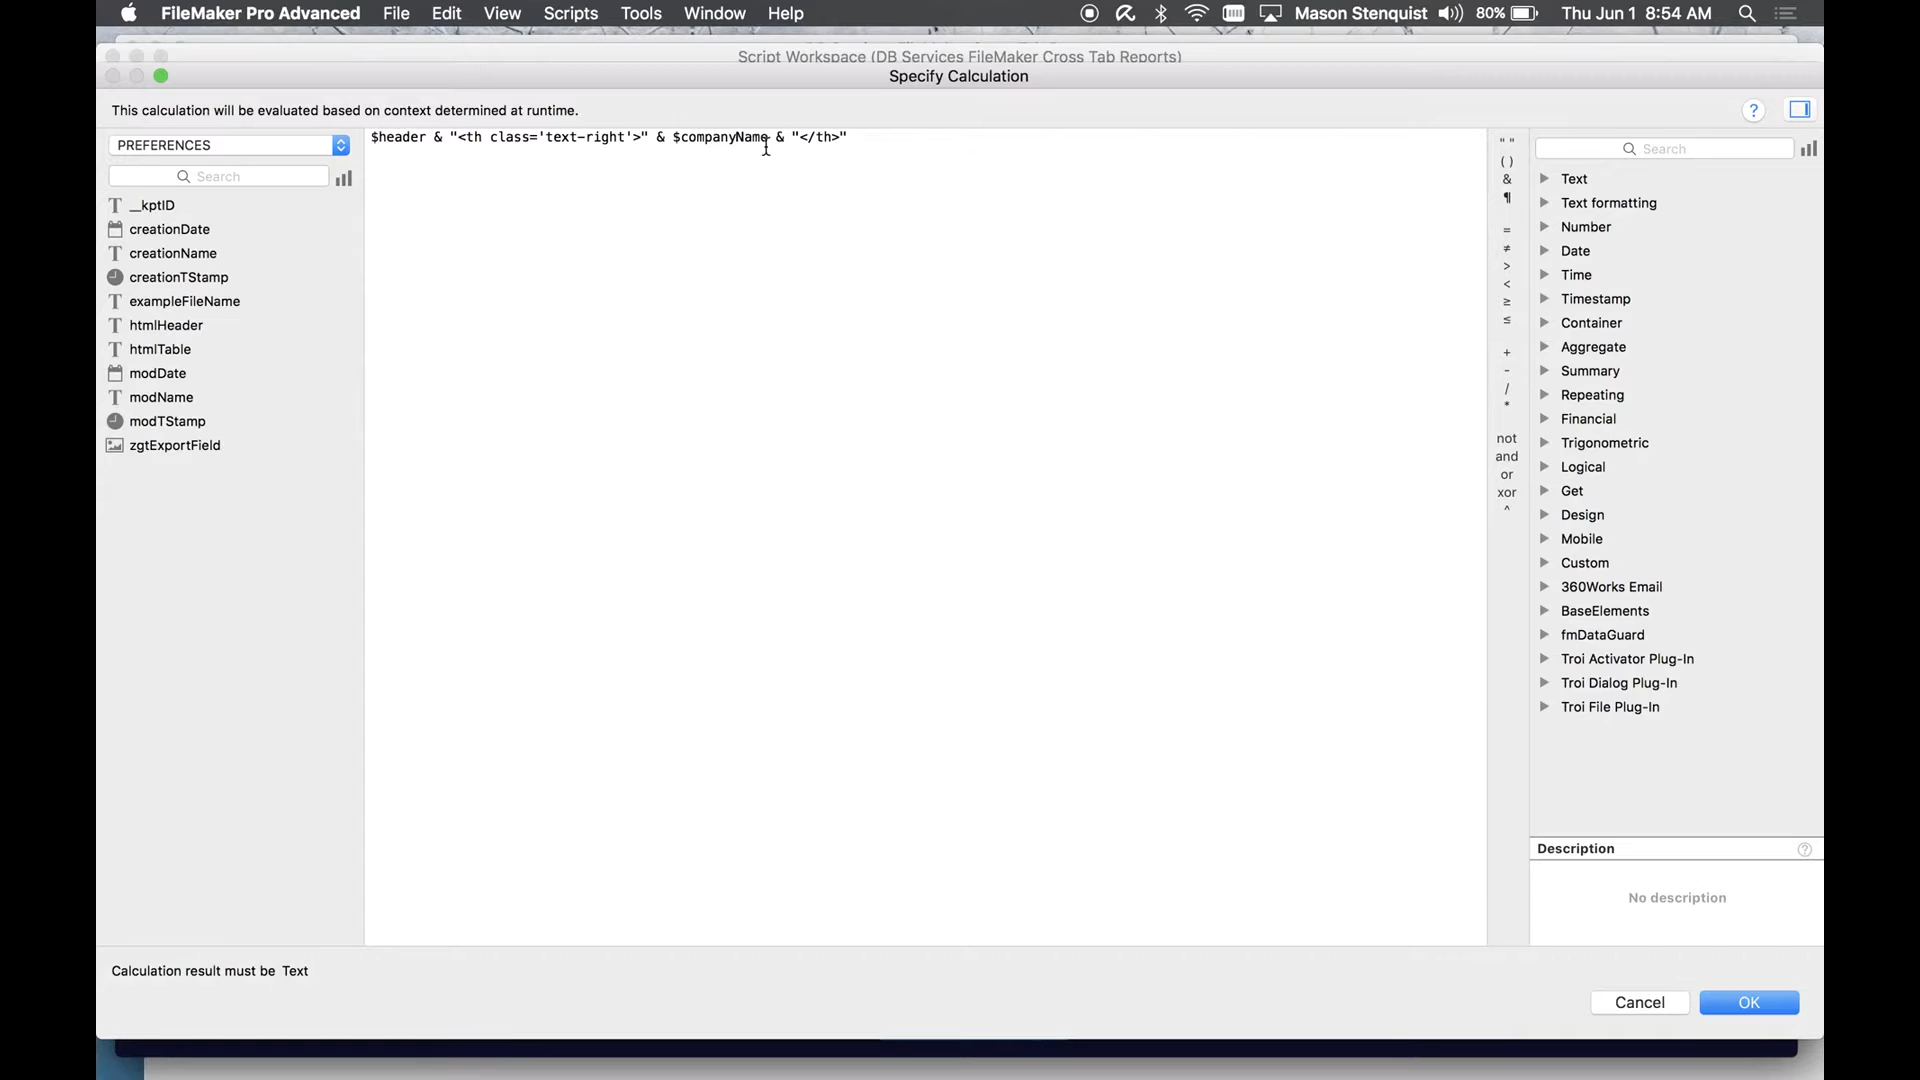 FileMaker Pro Advanced File Edit View Scripts Tools Window Help Mason Stenquist 80% Thu Jun 1 8:54 AM
Script Workspace (DB Services FileMaker Cross Tab Reports)
Specify Calculation
This calculation will be evaluated based on context determined at runtime.
?
PREFERENCES
Search
__kptID
creationDate
creationName
creationTStamp
exampleFileName
htmlHeader
htmlTable
modDate
modName
modTStamp
zgtExportField
$header & "<th class='text-right'>" & $companyName & "</th>"
" "
( )
&
¶
=
≠
>
<
≥
≤
+
-
/
*
not
and
or
xor
^
Search
Text
Text formatting
Number
Date
Time
Timestamp
Container
Aggregate
Summary
Repeating
Financial
Trigonometric
Logical
Get
Design
Mobile
Custom
360Works Email
BaseElements
fmDataGuard
Troi Activator Plug-In
Troi Dialog Plug-In
Troi File Plug-In
Description ?
No description
Calculation result must be Text
Cancel OK